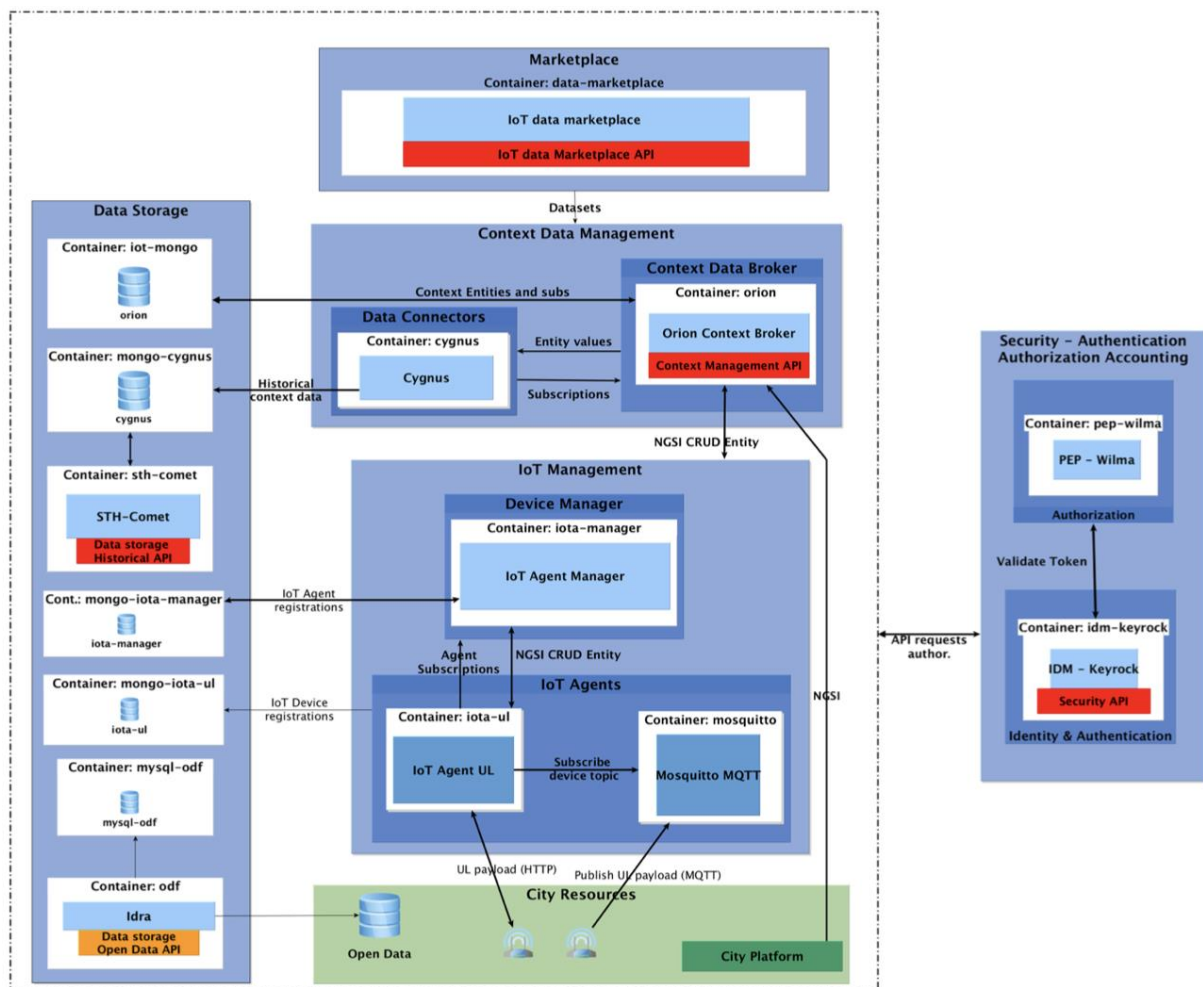 Marketplace
Container: data-marketplace
IoT data marketplace
IoT data Marketplace API
Datasets
Data Storage
Container: iot-mongo
orion
Container: mongo-cygnus
cygnus
Container: sth-comet
STH-Comet
Data storage
Historical API
Cont.: mongo-iota-manager
iota-manager
Container: mongo-iota-ul
iota-ul
Container: mysql-odf
mysql-odf
Container: odf
Idra
Data storage
Open Data API
Context Data Management
Context Data Broker
Container: orion
Orion Context Broker
Context Management API
Context Entities and subs
Data Connectors
Container: cygnus
Cygnus
Entity values
Subscriptions
Historical
context data
NGSI CRUD Entity
IoT Management
Device Manager
Container: iota-manager
IoT Agent Manager
IoT Agent
registrations
Agent
Subscriptions
NGSI CRUD Entity
IoT Agents
Container: iota-ul
IoT Agent UL
Subscribe
device topic
Container: mosquitto
Mosquitto MQTT
IoT Device
registrations
NGSI
UL payload (HTTP)
Publish UL payload (MQTT)
City Resources
Open Data
City Platform
API requests
author.
Security - Authentication
Authorization Accounting
Container: pep-wilma
PEP - Wilma
Authorization
Validate Token
Container: idm-keyrock
IDM - Keyrock
Security API
Identity & Authentication